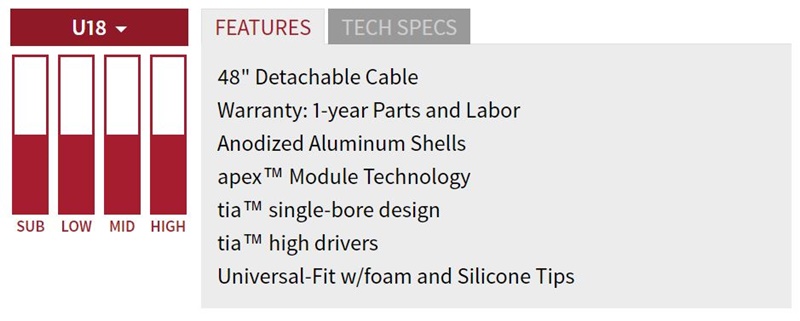 U18
FEATURES
TECH SPECS
48" Detachable Cable
Warranty: 1-year Parts and Labor
Anodized Aluminum Shells
apex™ Module Technology
tia™ single-bore design
tia™ high drivers
Universal-Fit w/foam and Silicone Tips
SUB LOW MID HIGH